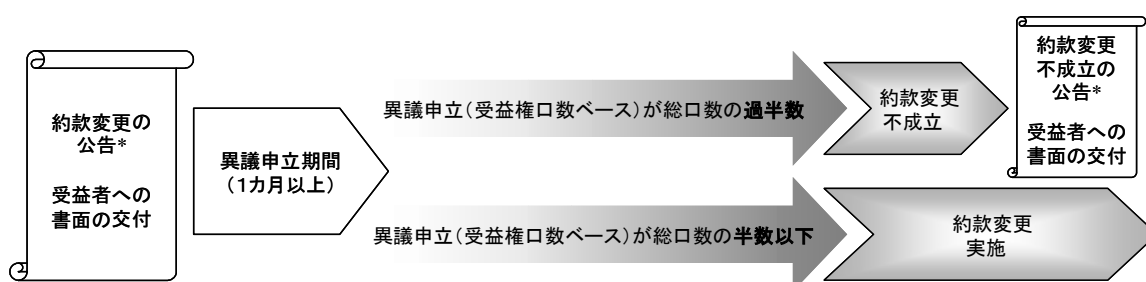 約款変更の
公告*
受益者への
書面の交付
異議申立期間
（1カ月以上）
異議申立（受益権口数ベース）が総口数の過半数
約款変更
不成立
約款変更
不成立の
公告*
受益者への
書面の交付
異議申立（受益権口数ベース）が総口数の半数以下
約款変更
実施